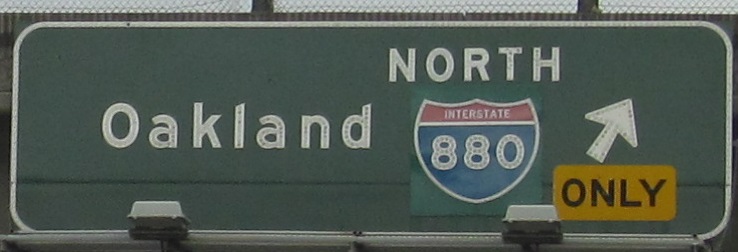 NORTH
Oakland
INTERSTATE
880
ONLY